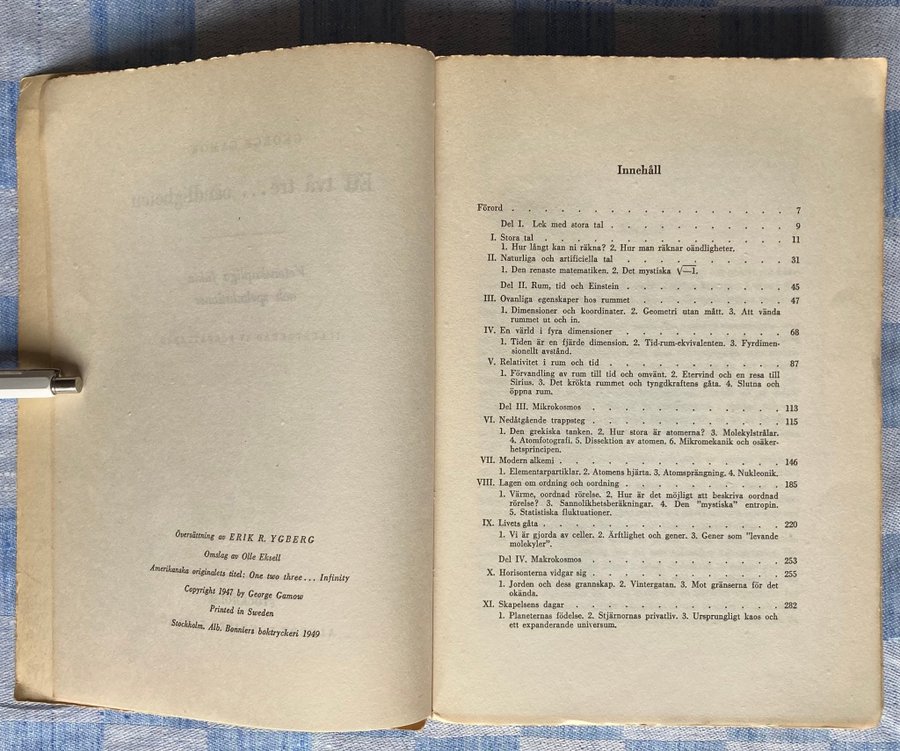 Översättning av ERIK R. YGBERG
Omslag av Olle Eksell
Amerikanska originalets titel: One two three... Infinity
Copyright 1947 by George Gamow
Printed in Sweden
Stockholm. Alb. Bonniers boktryckeri 1949
Innehåll
Förord . . . . . . . . . . . . . . . . . . . 7
Del I. Lek med stora tal . . . . . . . . . . . . 9
I. Stora tal . . . . . . . . . . . . . . . . . 11
1. Hur långt kan ni räkna? 2. Hur man räknar oändligheter.
II. Naturliga och artificiella tal . . . . . . . . . . 31
1. Den renaste matematiken. 2. Det mystiska √—1.
Del II. Rum, tid och Einstein . . . . . . . . . . 45
III. Ovanliga egenskaper hos rummet . . . . . . . . . 47
1. Dimensioner och koordinater. 2. Geometri utan mått. 3. Att vända
rummet ut och in.
IV. En värld i fyra dimensioner . . . . . . . . . . 68
1. Tiden är en fjärde dimension. 2. Tid-rum-ekvivalenten. 3. Fyrdimen-
sionellt avstånd.
V. Relativitet i rum och tid . . . . . . . . . . . 87
1. Förvandling av rum till tid och omvänt. 2. Etervind och en resa till
Sirius. 3. Det krökta rummet och tyngdkraftens gåta. 4. Slutna och
öppna rum.
Del III. Mikrokosmos . . . . . . . . . . . . 113
VI. Nedåtgående trappsteg . . . . . . . . . . . . 115
1. Den grekiska tanken. 2. Hur stora är atomerna? 3. Molekylstrålar.
4. Atomfotografi. 5. Dissektion av atomen. 6. Mikromekanik och osäker-
hetsprincipen.
VII. Modern alkemi . . . . . . . . . . . . . . 146
1. Elementarpartiklar. 2. Atomens hjärta. 3. Atomsprängning. 4. Nukleonik.
VIII. Lagen om ordning och oordning . . . . . . . . . 185
1. Värme, oordnad rörelse. 2. Hur är det möjligt att beskriva oordnad
rörelse? 3. Sannolikhetsberäkningar. 4. Den "mystiska" entropin.
5. Statistiska fluktuationer.
IX. Livets gåta . . . . . . . . . . . . . . . . 220
1. Vi är gjorda av celler. 2. Ärftlighet och gener. 3. Gener som "levande
molekyler".
Del IV. Makrokosmos . . . . . . . . . . . . 253
X. Horisonterna vidgar sig . . . . . . . . . . . . 255
1. Jorden och dess grannskap. 2. Vintergatan. 3. Mot gränserna för det
okända.
XI. Skapelsens dagar . . . . . . . . . . . . . . 282
1. Planeternas födelse. 2. Stjärnornas privatliv. 3. Ursprungligt kaos och
ett expanderande universum.